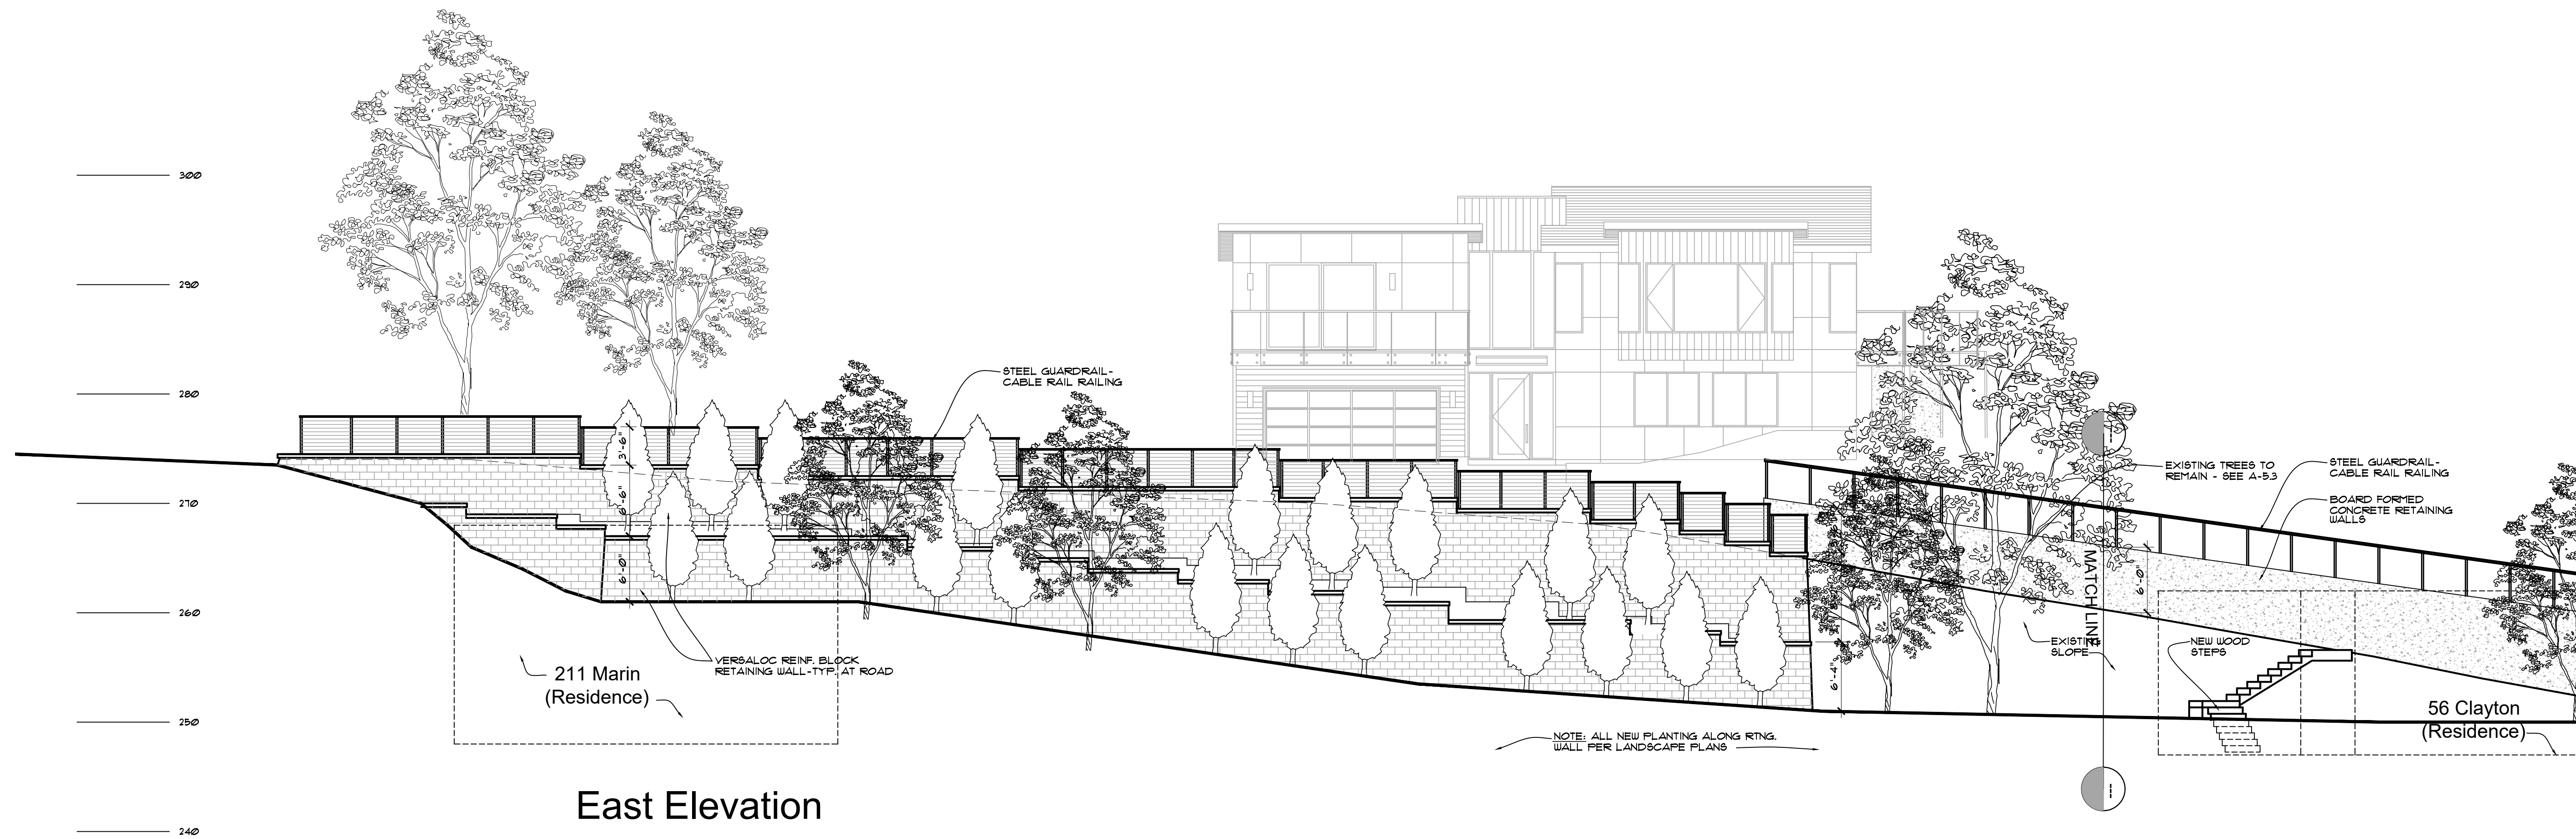 300
290
280
270
260
250
240
STEEL GUARDRAIL-
CABLE RAIL RAILING
3'-6"
6'-6"
6'-0"
VERSALOC REINF. BLOCK
RETAINING WALL-TYP. AT ROAD
211 Marin
(Residence)
East Elevation
NOTE: ALL NEW PLANTING ALONG RTNG.
WALL PER LANDSCAPE PLANS
6'-4"
EXISTING TREES TO
REMAIN - SEE A-5.3
STEEL GUARDRAIL-
CABLE RAIL RAILING
BOARD FORMED
CONCRETE RETAINING
WALLS
MATCH LINE
6'-0"
EXISTING
SLOPE
NEW WOOD
STEPS
56 Clayton
(Residence)
---
---